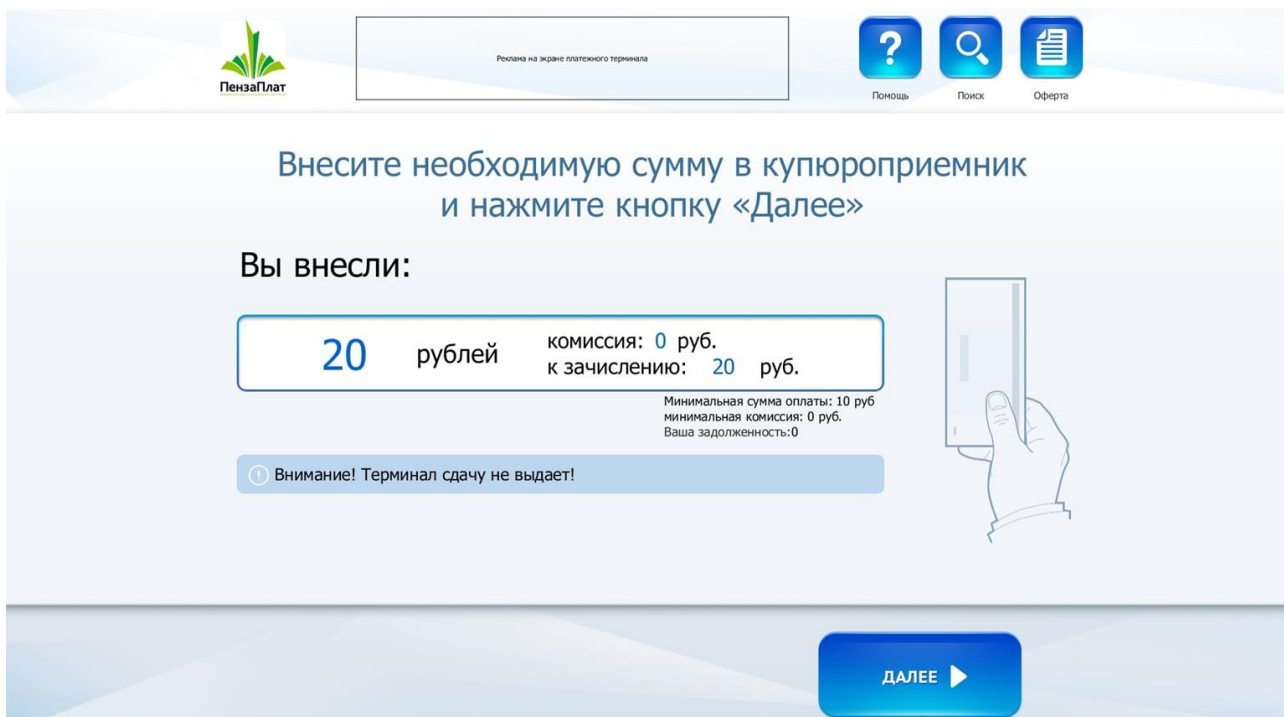 ПензаПлат
Реклама на экране платежного терминала
?
Помощь
Поиск
Оферта
Внесите необходимую сумму в купюроприемник
и нажмите кнопку «Далее»
Вы внесли:
20 рублей
комиссия: 0 руб.
к зачислению: 20 руб.
Минимальная сумма оплаты: 10 руб
минимальная комиссия: 0 руб.
Ваша задолженность:0
! Внимание! Терминал сдачу не выдает!
ДАЛЕЕ